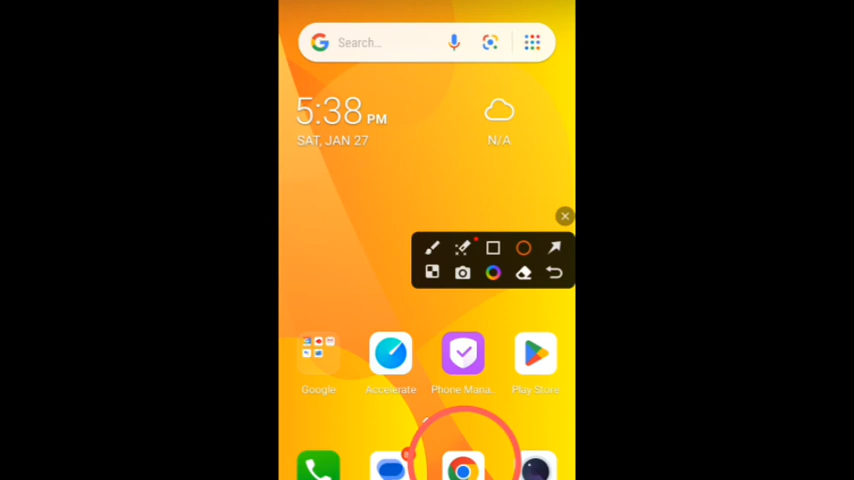 Search...
5:38 PM
SAT, JAN 27
N/A
Google
Accelerate
Phone Mana..
Play Store